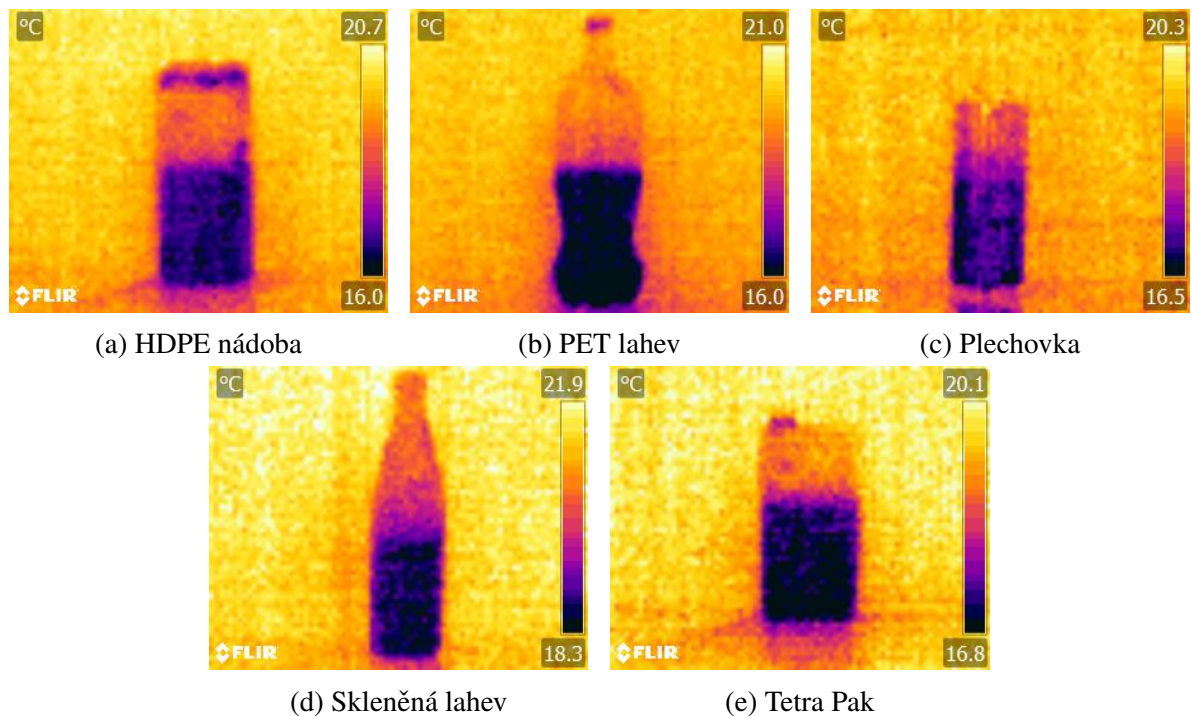 °C 20.7 °C 21.0 °C 20.3
16.0 16.0 16.5
FLIR FLIR FLIR
(a) HDPE nádoba (b) PET lahev (c) Plechovka
°C 21.9 °C 20.1
18.3 16.8
FLIR FLIR
(d) Skleněná lahev (e) Tetra Pak